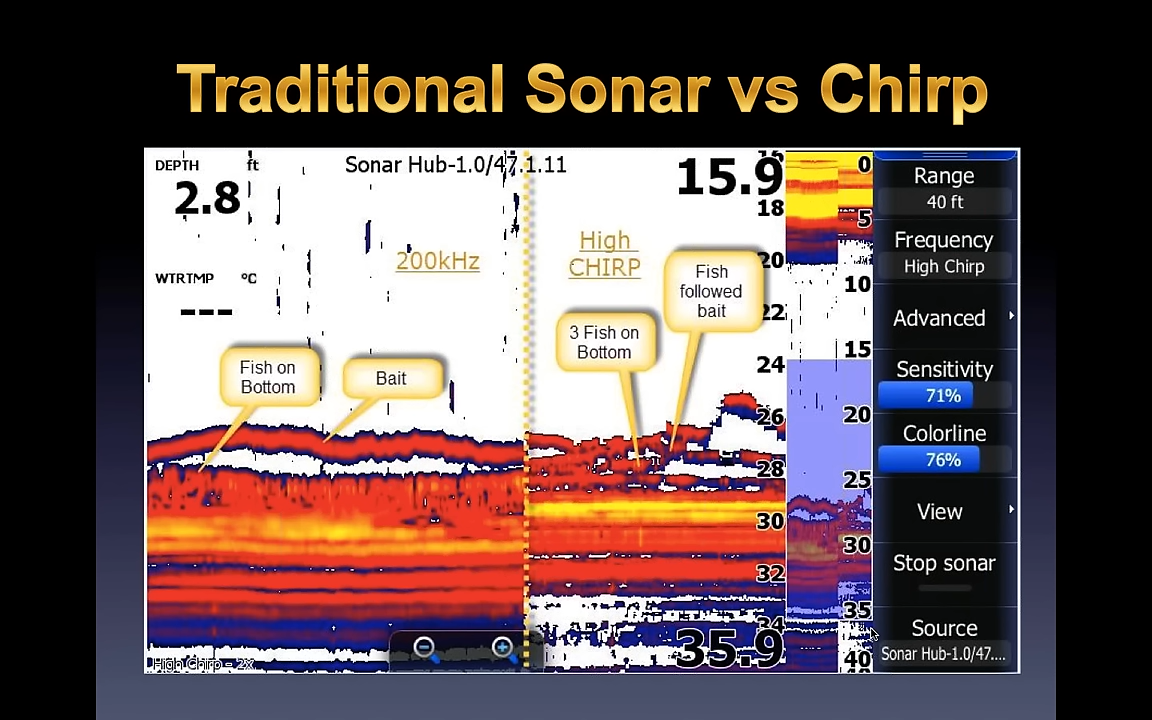 Traditional Sonar vs Chirp
DEPTH ft
2.8
Sonar Hub-1.0/47.1.11
15.9
WTRTMP °C
---
200kHz
High
CHIRP
Fish on
Bottom
Bait
3 Fish on
Bottom
Fish
followed
bait
18
20
22
24
26
28
30
32
34
35.9
High Chirp - 2x
0
5
10
15
20
25
30
35
40
Range
40 ft
Frequency
High Chirp
Advanced
Sensitivity
71%
Colorline
76%
View
Stop sonar
Source
Sonar Hub-1.0/47....